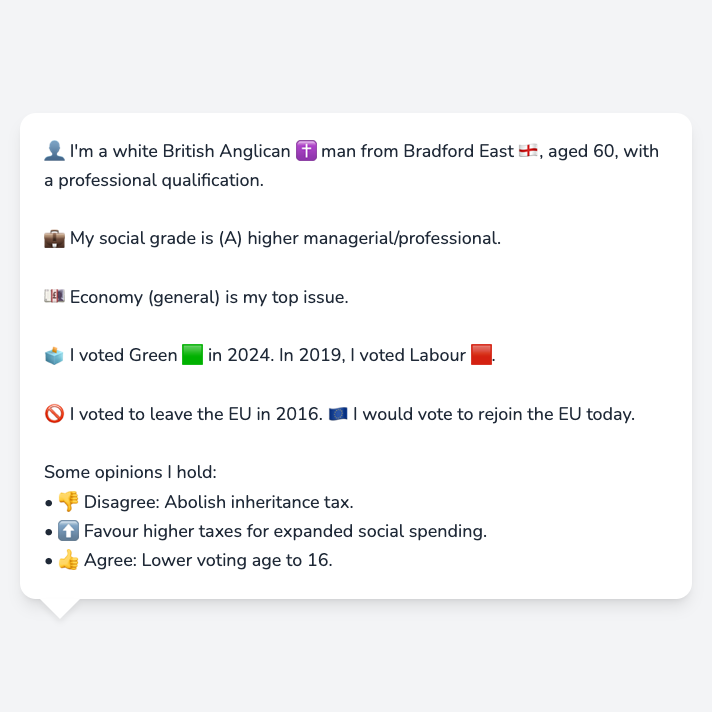 👤 I'm a white British Anglican ✝️ man from Bradford East 🏴󠁧󠁢󠁥󠁮󠁧󠁿, aged 60, with
a professional qualification.
💼 My social grade is (A) higher managerial/professional.
💷 Economy (general) is my top issue.
🗳️ I voted Green 🟩 in 2024. In 2019, I voted Labour 🟥.
🚫 I voted to leave the EU in 2016. 🇪🇺 I would vote to rejoin the EU today.
Some opinions I hold:
• 👎 Disagree: Abolish inheritance tax.
• ⬆️ Favour higher taxes for expanded social spending.
• 👍 Agree: Lower voting age to 16.